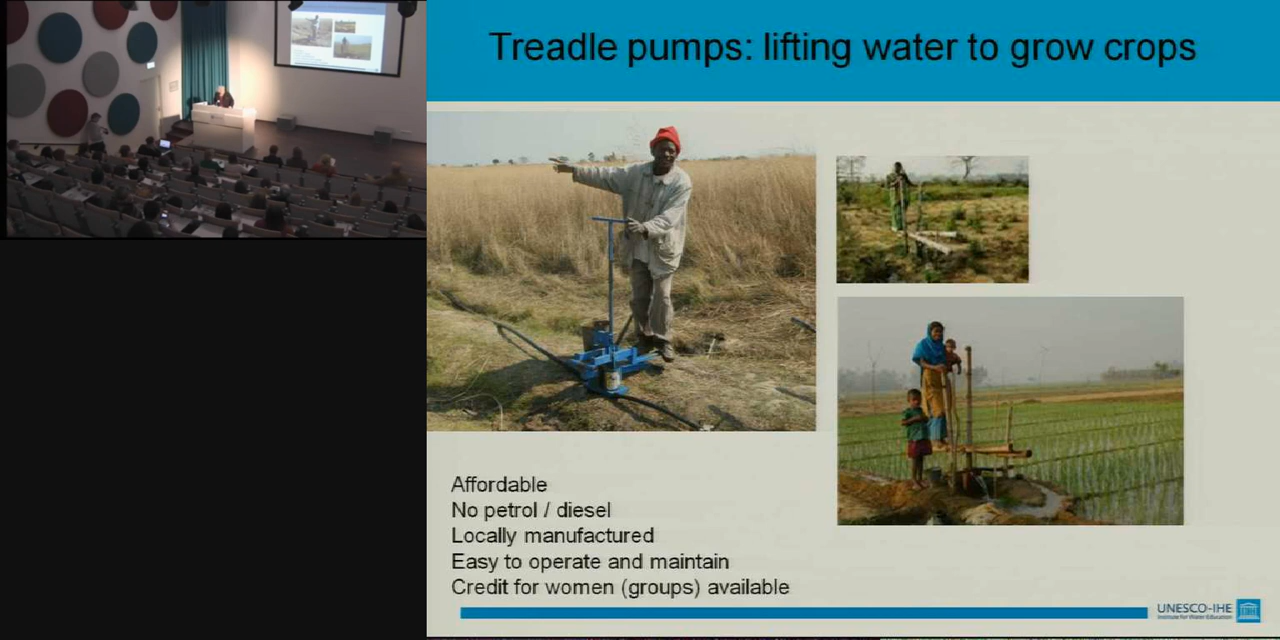 Treadle pumps: lifting water to grow crops
Affordable
No petrol / diesel
Locally manufactured
Easy to operate and maintain
Credit for women (groups) available
UNESCO-IHE
Institute for Water Education